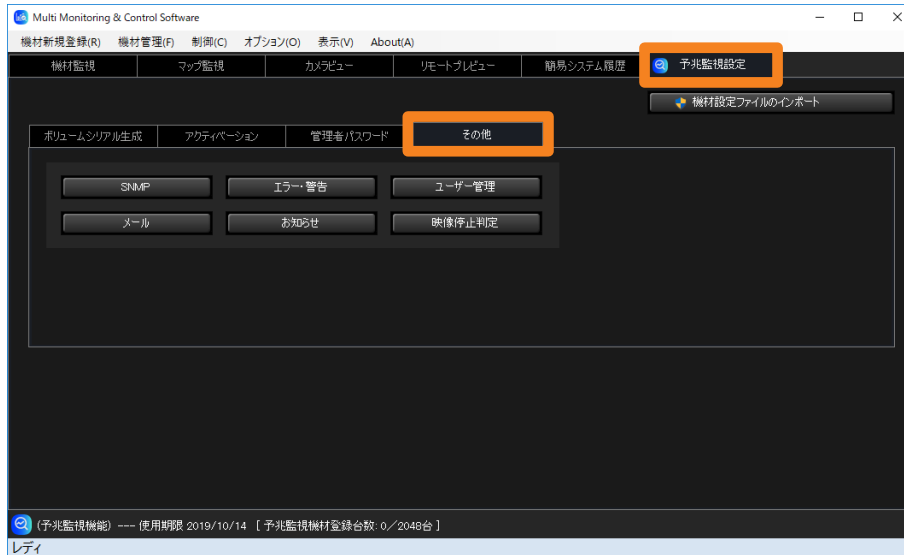 Multi Monitoring & Control Software
機材新規登録(R) 機材管理(F) 制御(C) オプション(O) 表示(V) About(A)
機材監視 マップ監視 カメラビュー リモートプレビュー 簡易システム履歴 予兆監視設定
機材設定ファイルのインポート
ボリュームシリアル生成 アクティベーション 管理者パスワード その他
SNMP エラー・警告 ユーザー管理
メール お知らせ 映像停止判定
(予兆監視機能) --- 使用期限 2019/10/14 [ 予兆監視機材登録台数: 0/2048台 ]
レディ